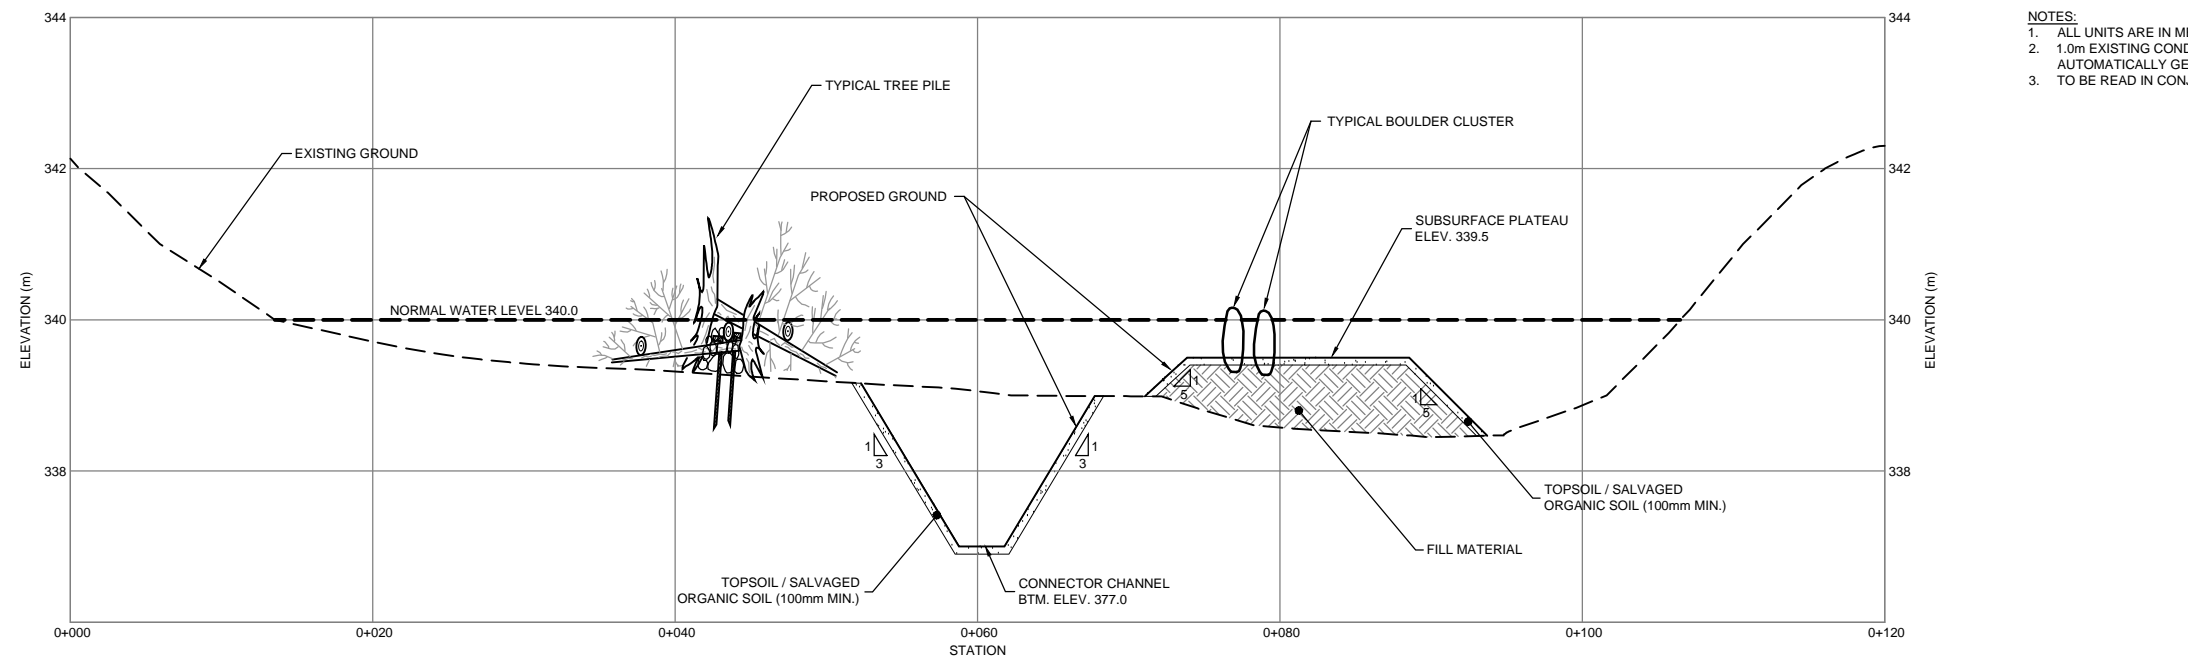 344
344
NOTES:
1. ALL UNITS ARE IN
2. 1.0m EXISTING
AUTOMATICALLY
3. TO BE READ IN
TYPICAL TREE PILE
TYPICAL BOULDER CLUSTER
EXISTING GROUND
342
342
PROPOSED GROUND
SUBSURFACE PLATEAU
ELEV. 339.5
ELEVATION (m)
ELEVATION (m)
NORMAL WATER LEVEL 340.0
340
340
1
5
1
5
1
3
1
3
338
338
TOPSOIL / SALVAGED
ORGANIC SOIL (100mm MIN.)
FILL MATERIAL
TOPSOIL / SALVAGED
ORGANIC SOIL (100mm MIN.)
CONNECTOR CHANNEL
BTM. ELEV. 377.0
0+000
0+020
0+040
0+060
0+080
0+100
0+120
STATION